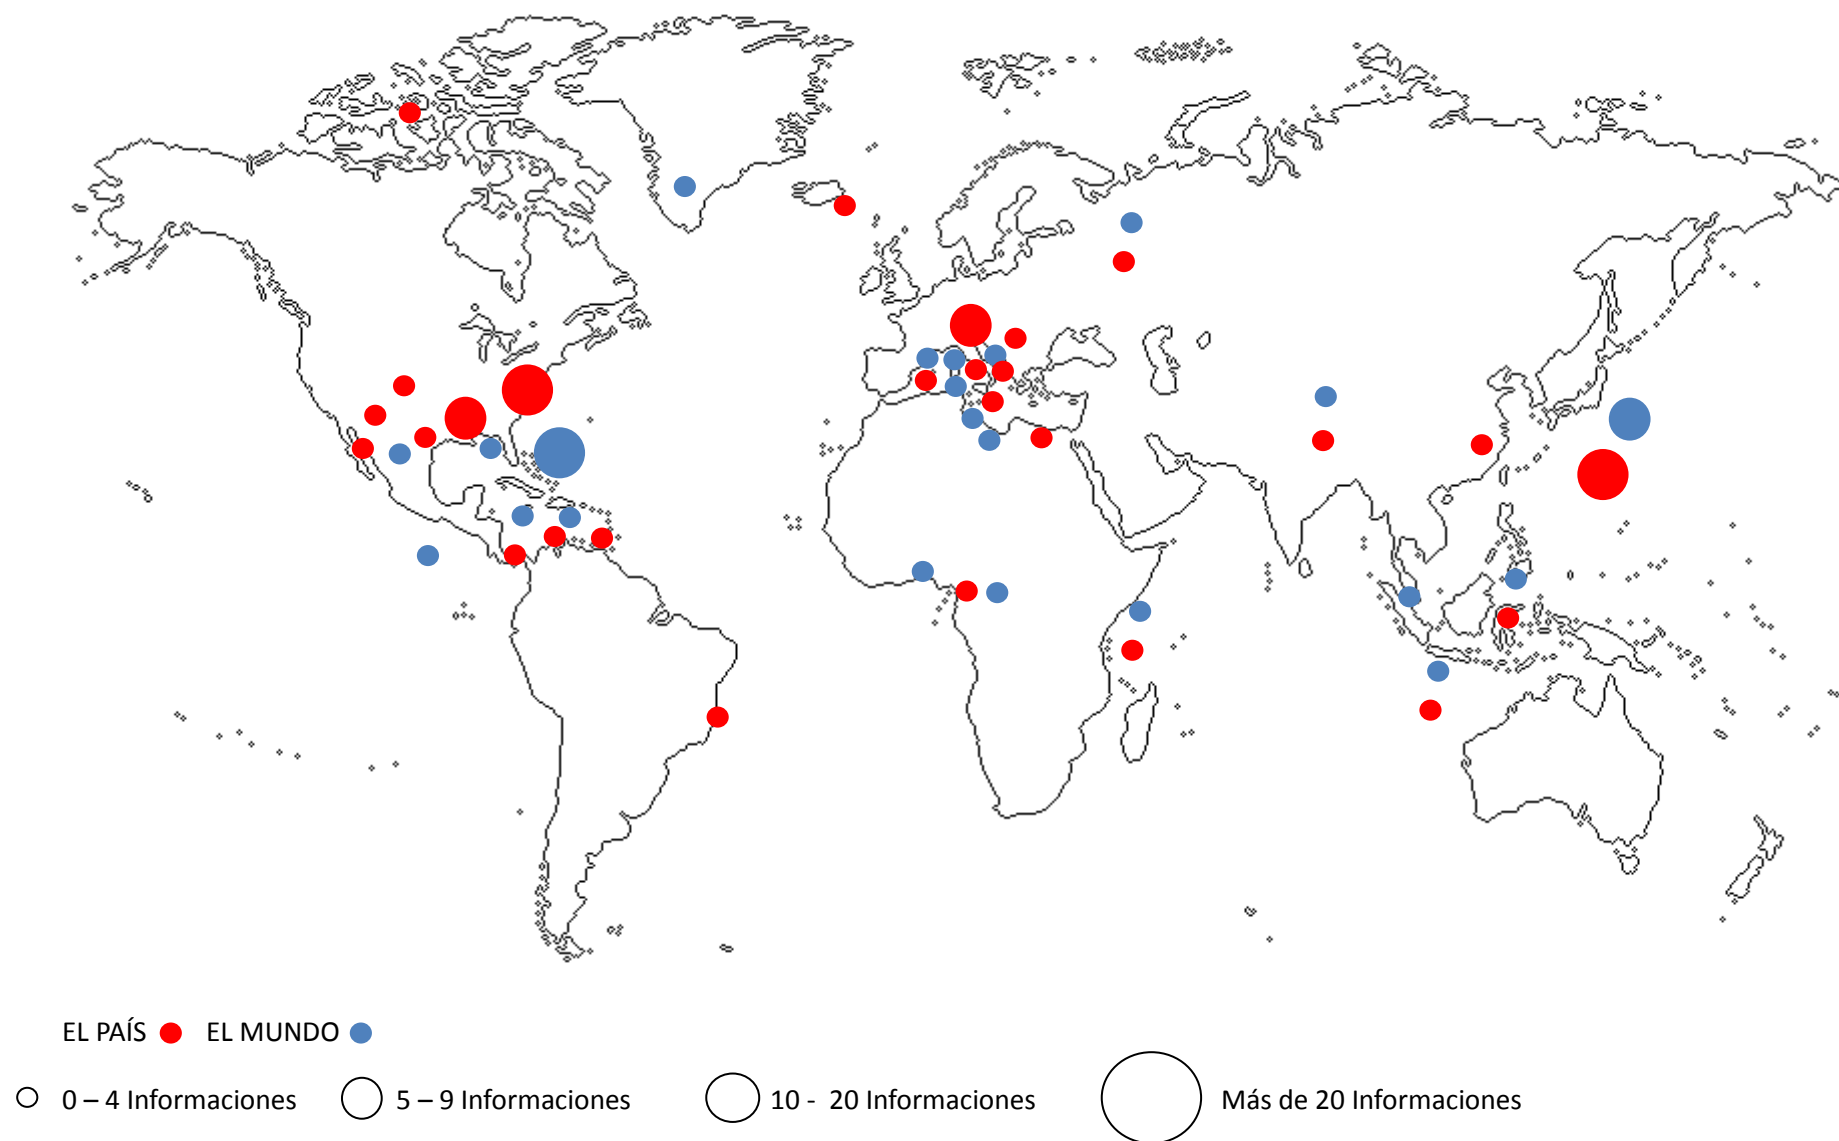 EL PAÍS EL MUNDO
0 – 4 Informaciones 5 – 9 Informaciones 10 - 20 Informaciones Más de 20 Informaciones